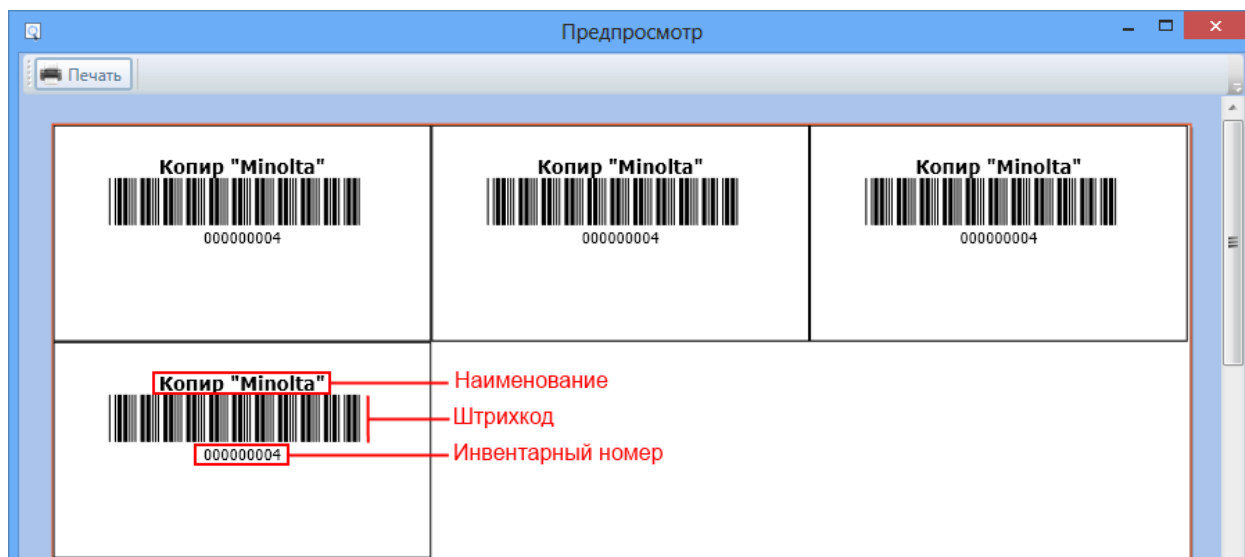 Предпросмотр
Печать
Копир "Minolta" Копир "Minolta" Копир "Minolta"
000000004 000000004 000000004
Копир "Minolta" Наименование
Штрихкод
000000004 Инвентарный номер